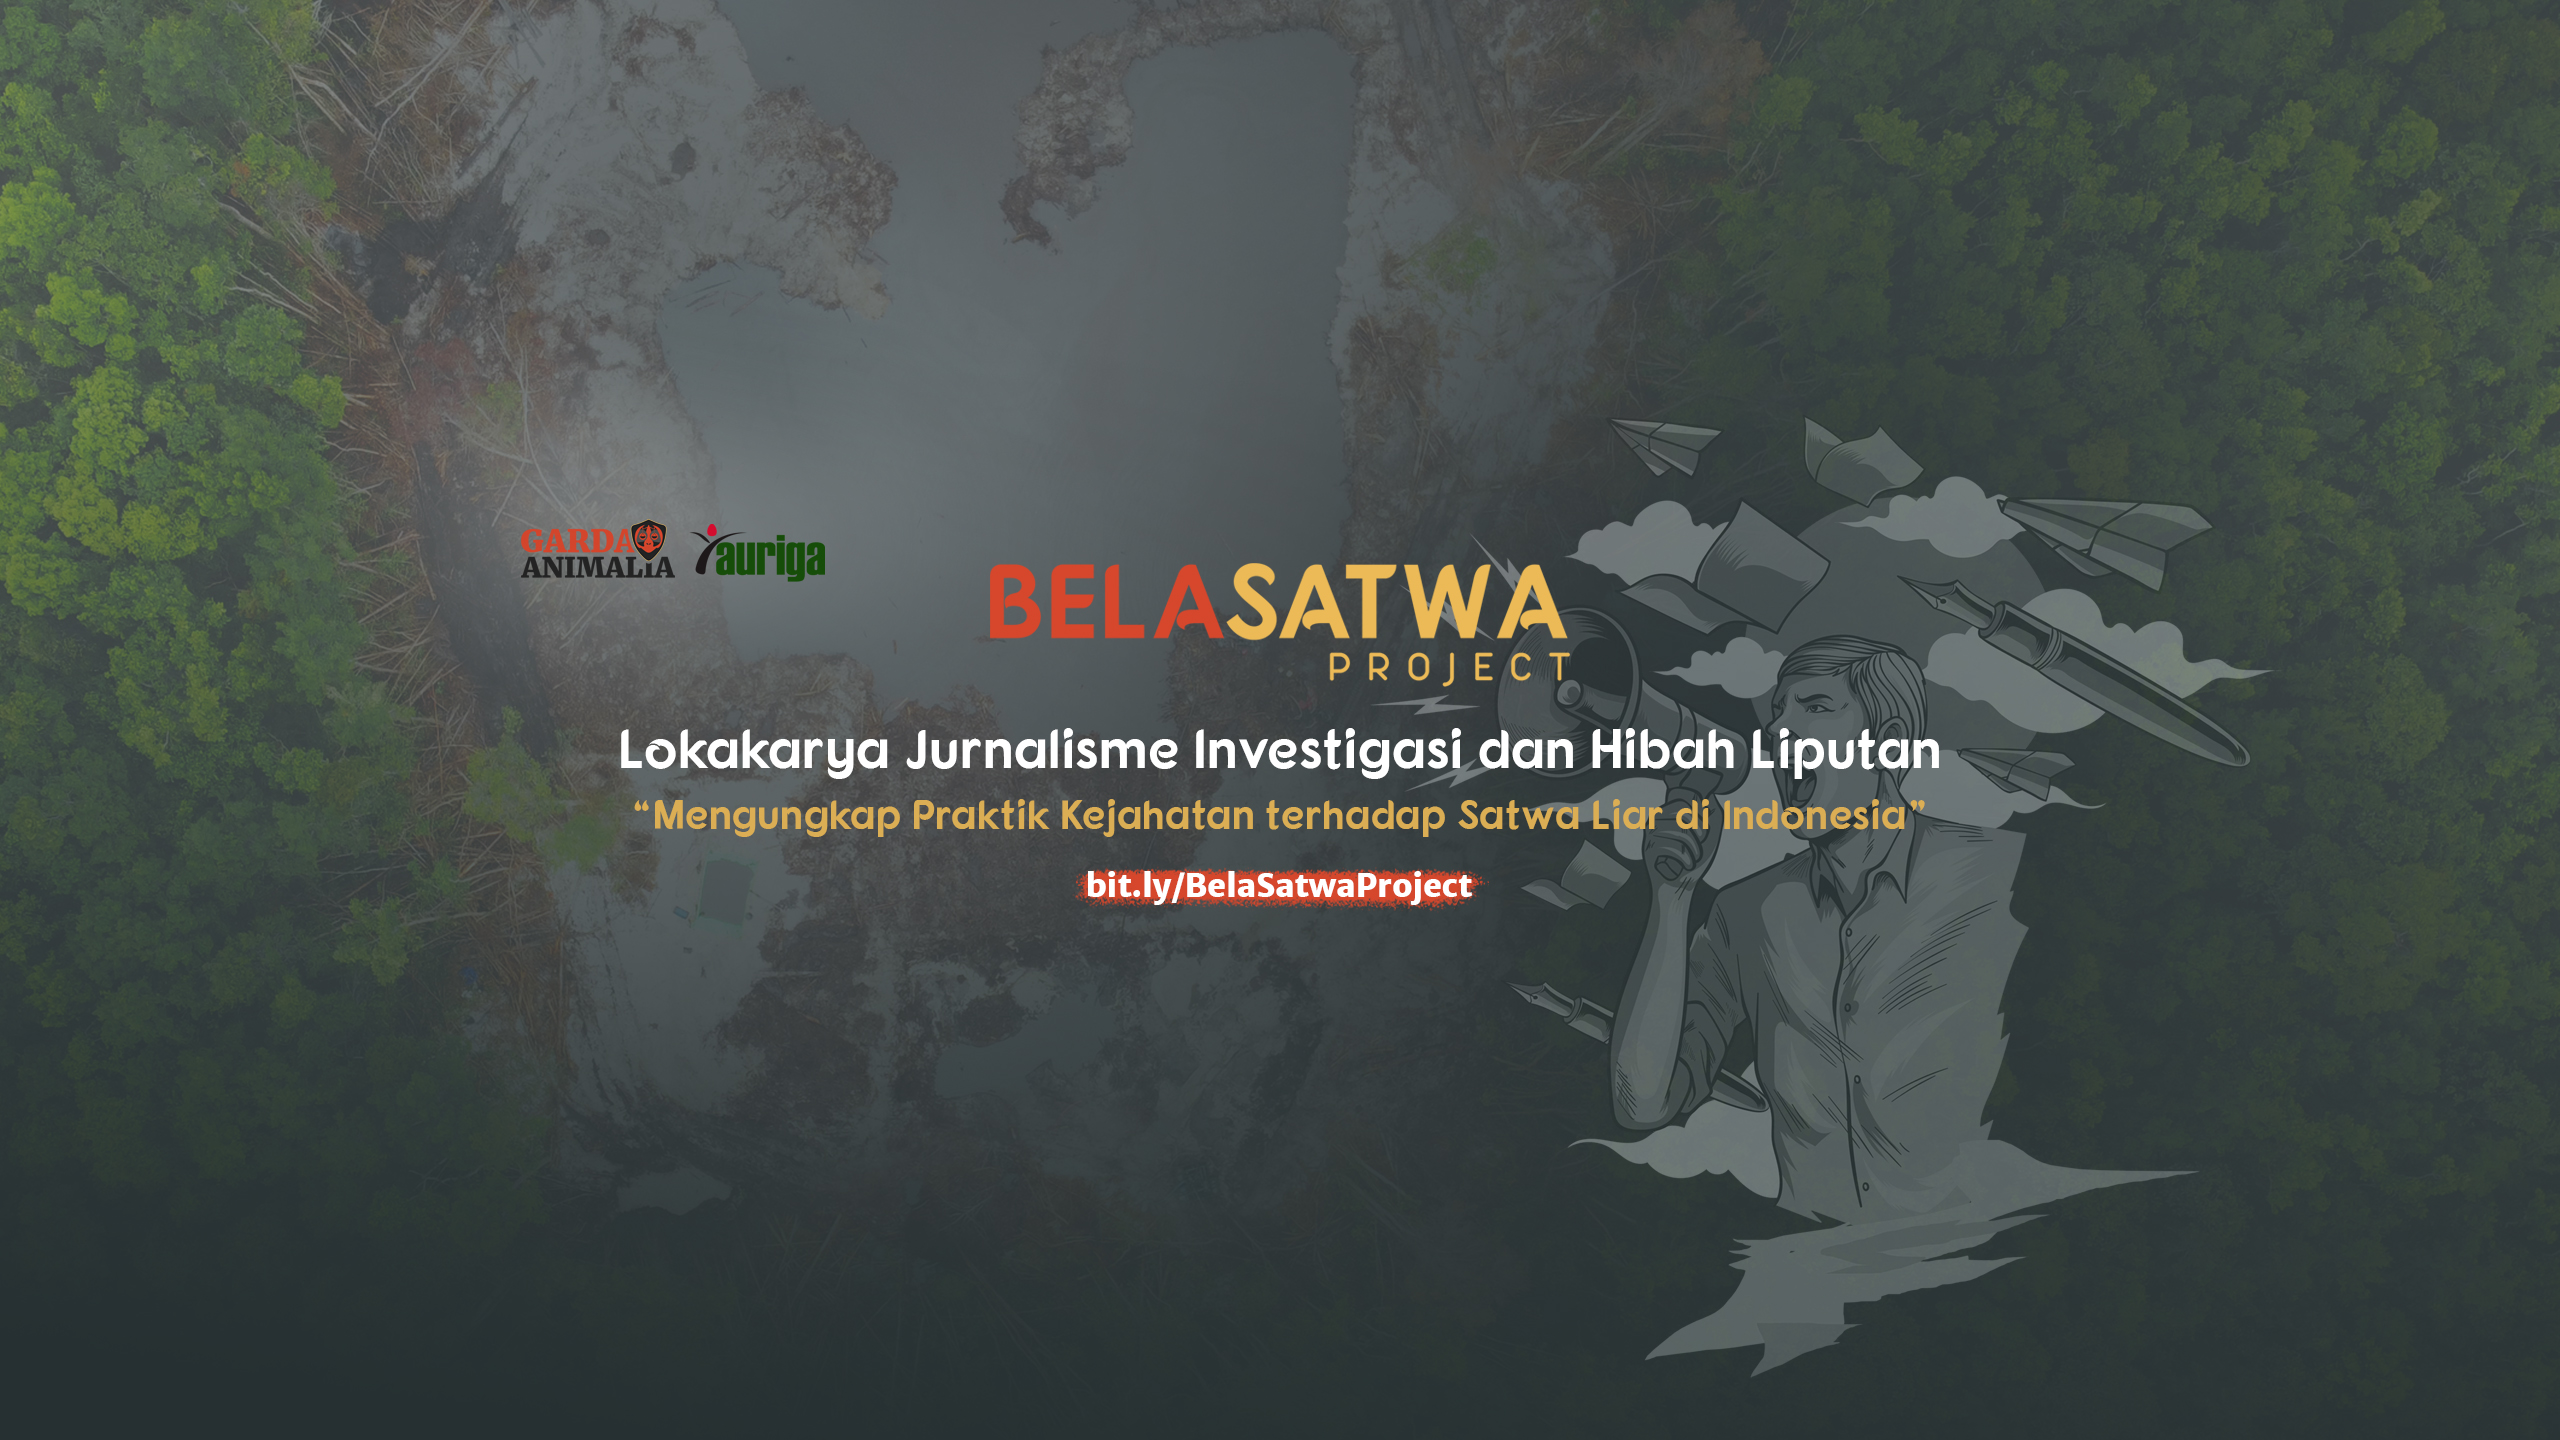 GARDA
ANIMALIA
auriga
BELASATWA
PROJECT
Lokakarya Jurnalisme Investigasi dan Hibah Liputan
“Mengungkap Praktik Kejahatan terhadap Satwa Liar di Indonesia”
bit.ly/BelaSatwaProject